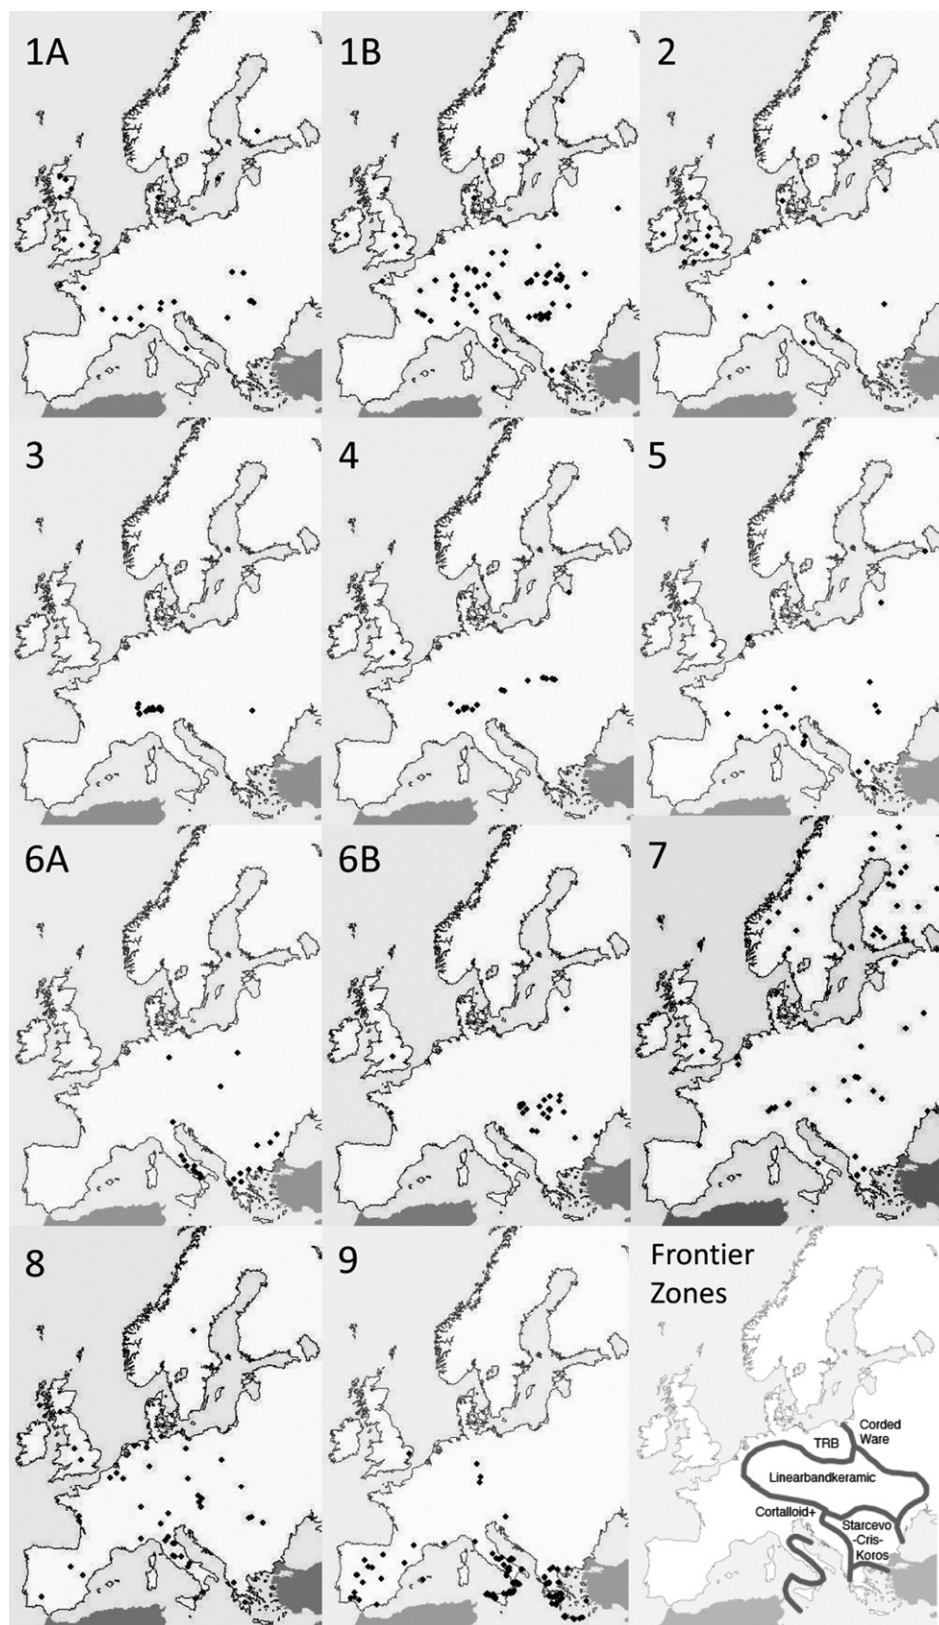 1A
1B
2
3
4
5
6A
6B
7
8
9
Frontier
Zones
Corded
Ware
TRB
Linearbandkeramic
Cortalloid+
Starcevo
-Cris-
Koros